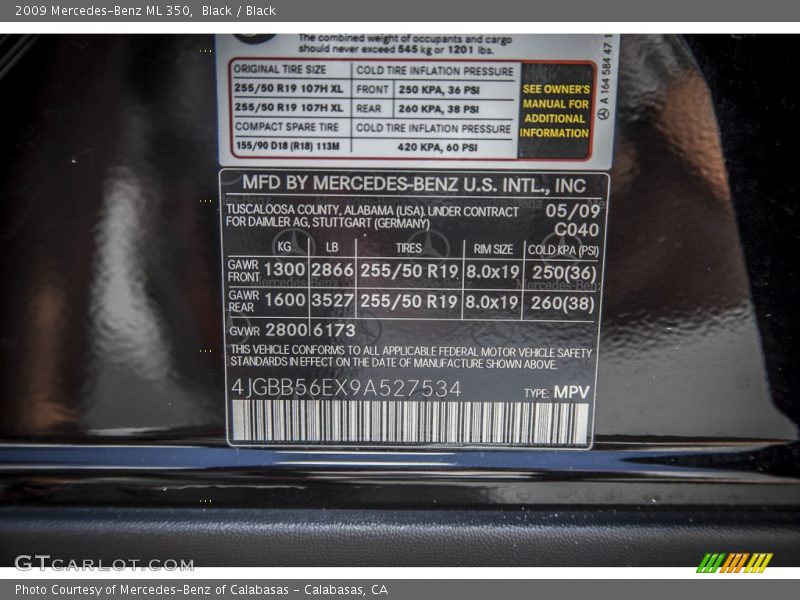 2009 Mercedes-Benz ML 350, Black / Black
The combined weight of occupants and cargo
should never exceed 545 kg or 1201 lbs.
ORIGINAL TIRE SIZE COLD TIRE INFLATION PRESSURE
255/50 R19 107H XL FRONT 250 KPA, 36 PSI
255/50 R19 107H XL REAR 260 KPA, 38 PSI
COMPACT SPARE TIRE COLD TIRE INFLATION PRESSURE
155/90 D18 (R18) 113M 420 KPA, 60 PSI
SEE OWNER'S
MANUAL FOR
ADDITIONAL
INFORMATION
A 164 584 47 1
MFD BY MERCEDES-BENZ U.S. INTL., INC
TUSCALOOSA COUNTY, ALABAMA (USA), UNDER CONTRACT 05/09
FOR DAIMLER AG, STUTTGART (GERMANY) C040
KG LB TIRES RIM SIZE COLD KPA (PSI)
GAWR FRONT 1300 2866 255/50 R19 8.0x19 250(36)
GAWR REAR 1600 3527 255/50 R19 8.0x19 260(38)
GVWR 2800 6173
THIS VEHICLE CONFORMS TO ALL APPLICABLE FEDERAL MOTOR VEHICLE SAFETY
STANDARDS IN EFFECT ON THE DATE OF MANUFACTURE SHOWN ABOVE.
4JGBB56EX9A527534 TYPE: MPV
GTCARLOT.COM
Photo Courtesy of Mercedes-Benz of Calabasas - Calabasas, CA